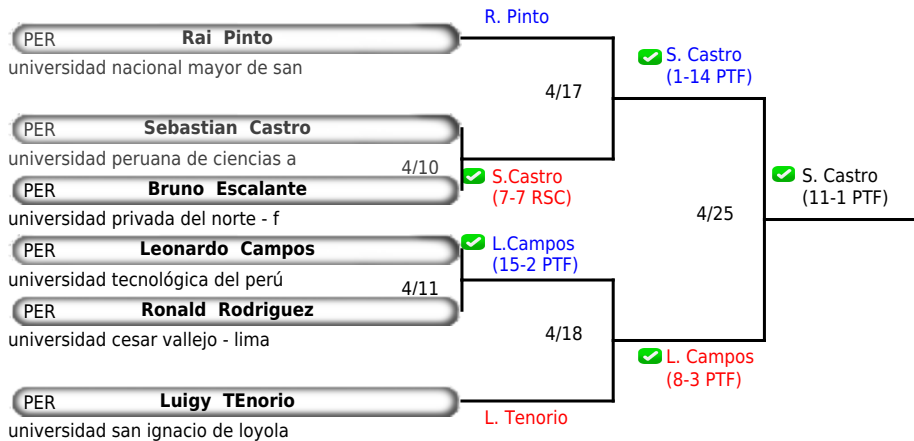 R. Pinto
PER Rai Pinto
universidad nacional mayor de san
S. Castro
(1-14 PTF)
4/17
PER Sebastian Castro
universidad peruana de ciencias a
4/10
S.Castro
(7-7 RSC)
PER Bruno Escalante
universidad privada del norte - f
S. Castro
(11-1 PTF)
4/25
PER Leonardo Campos
universidad tecnológica del perú
L.Campos
(15-2 PTF)
4/11
PER Ronald Rodriguez
universidad cesar vallejo - lima
4/18
L. Campos
(8-3 PTF)
PER Luigy TEnorio
universidad san ignacio de loyola
L. Tenorio